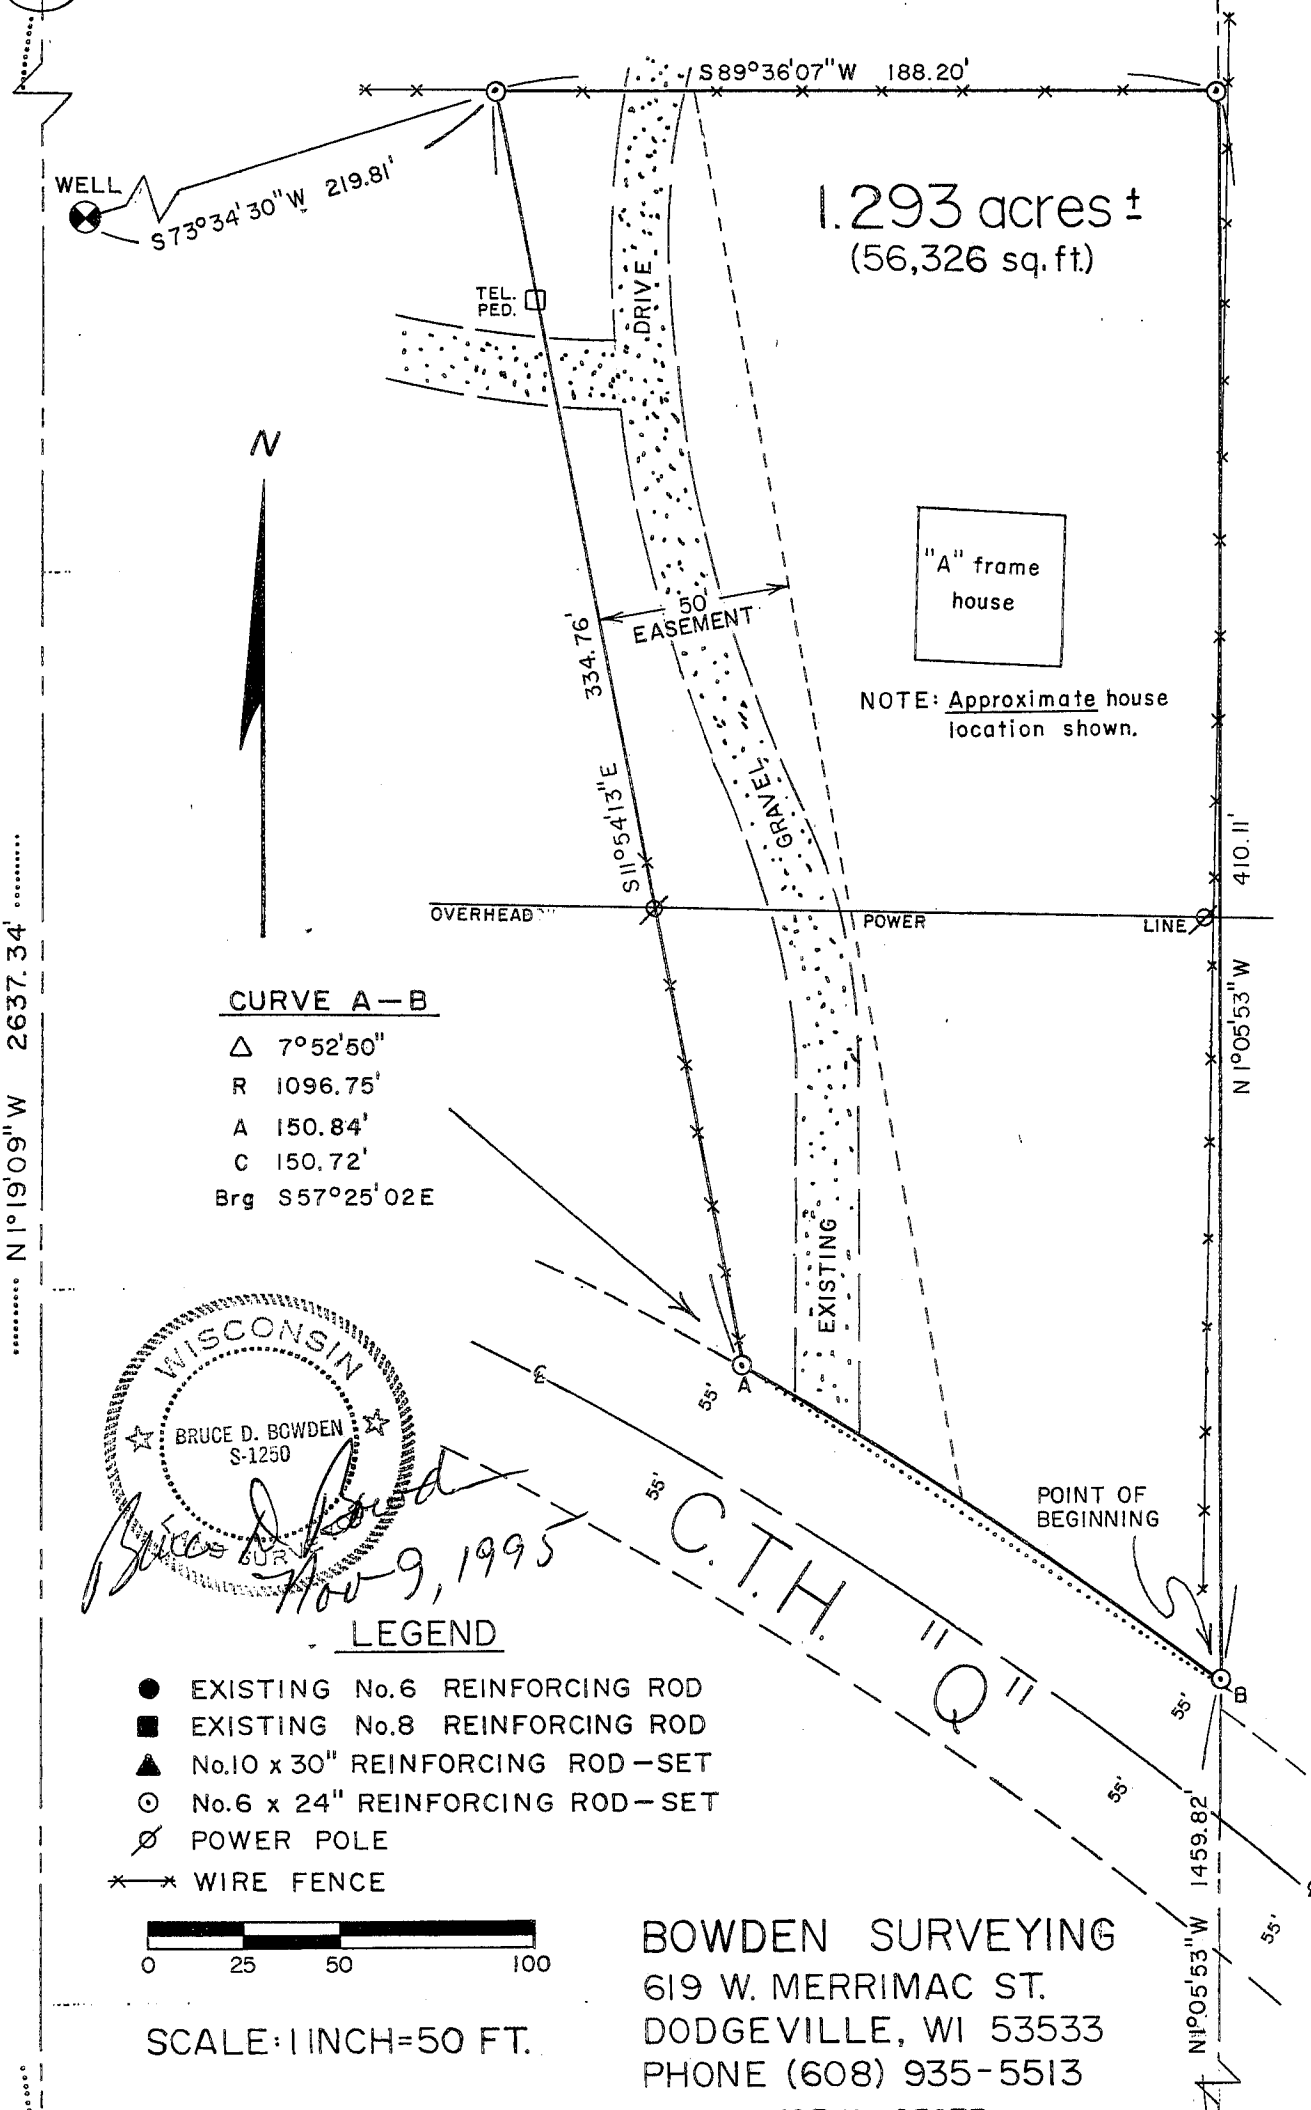 S89°36'07"W 188.20'
WELL
S73°34'30"W 219.81'
1.293 acres ±
(56,326 sq. ft.)
TEL.
PED.
DRIVE
N
"A" frame
house
50'
EASEMENT
334.76'
S11°54'13"E
NOTE: Approximate house
location shown.
GRAVEL
410.11'
N1°05'53"W
OVERHEAD
POWER
LINE
N1°19'09"W 2637.34'
CURVE A-B
Δ 7°52'50"
R 1096.75'
A 150.84'
C 150.72'
Brg S57°25'02E
EXISTING
A
55'
55'
℄
C.T.H. "Q"
POINT OF
BEGINNING
B
55'
55'
55'
N1°05'53"W 1459.82'
WISCONSIN
BRUCE D. BOWDEN
S-1250
Bruce D Bowd
Nov 9, 1995
LEGEND
EXISTING No.6 REINFORCING ROD
EXISTING No.8 REINFORCING ROD
No.10 x 30" REINFORCING ROD-SET
No.6 x 24" REINFORCING ROD-SET
POWER POLE
WIRE FENCE
0 25 50 100
SCALE: 1 INCH=50 FT.
BOWDEN SURVEYING
619 W. MERRIMAC ST.
DODGEVILLE, WI 53533
PHONE (608) 935-5513